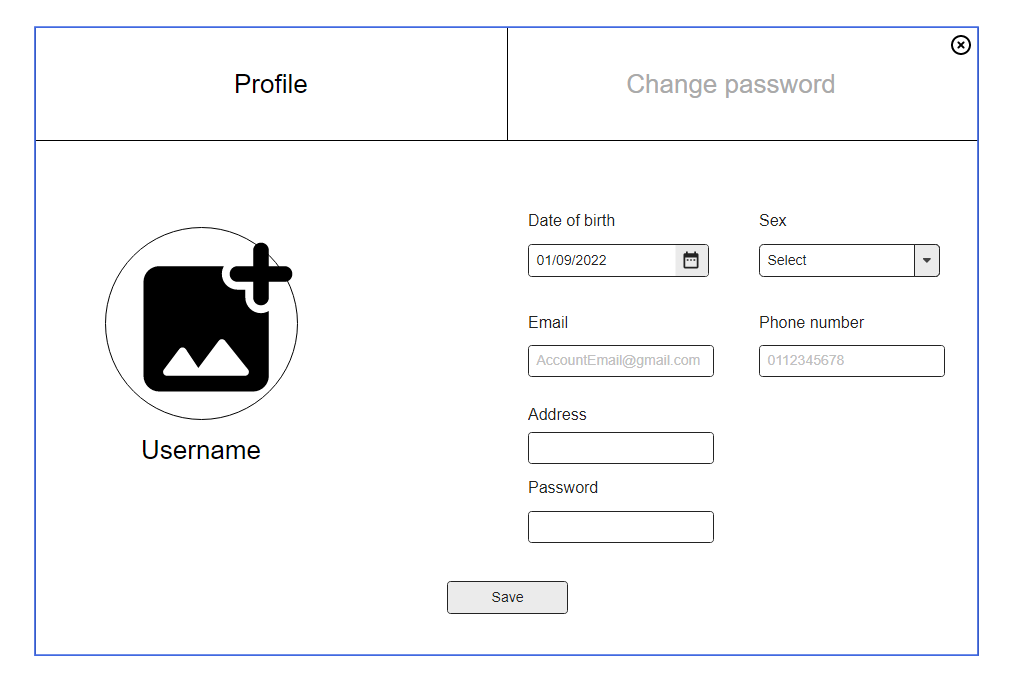 Profile
Change password
Date of birth
Sex
01/09/2022
Select
Email
Phone number
AccountEmail@gmail.com
0112345678
Address
Username
Password
Save